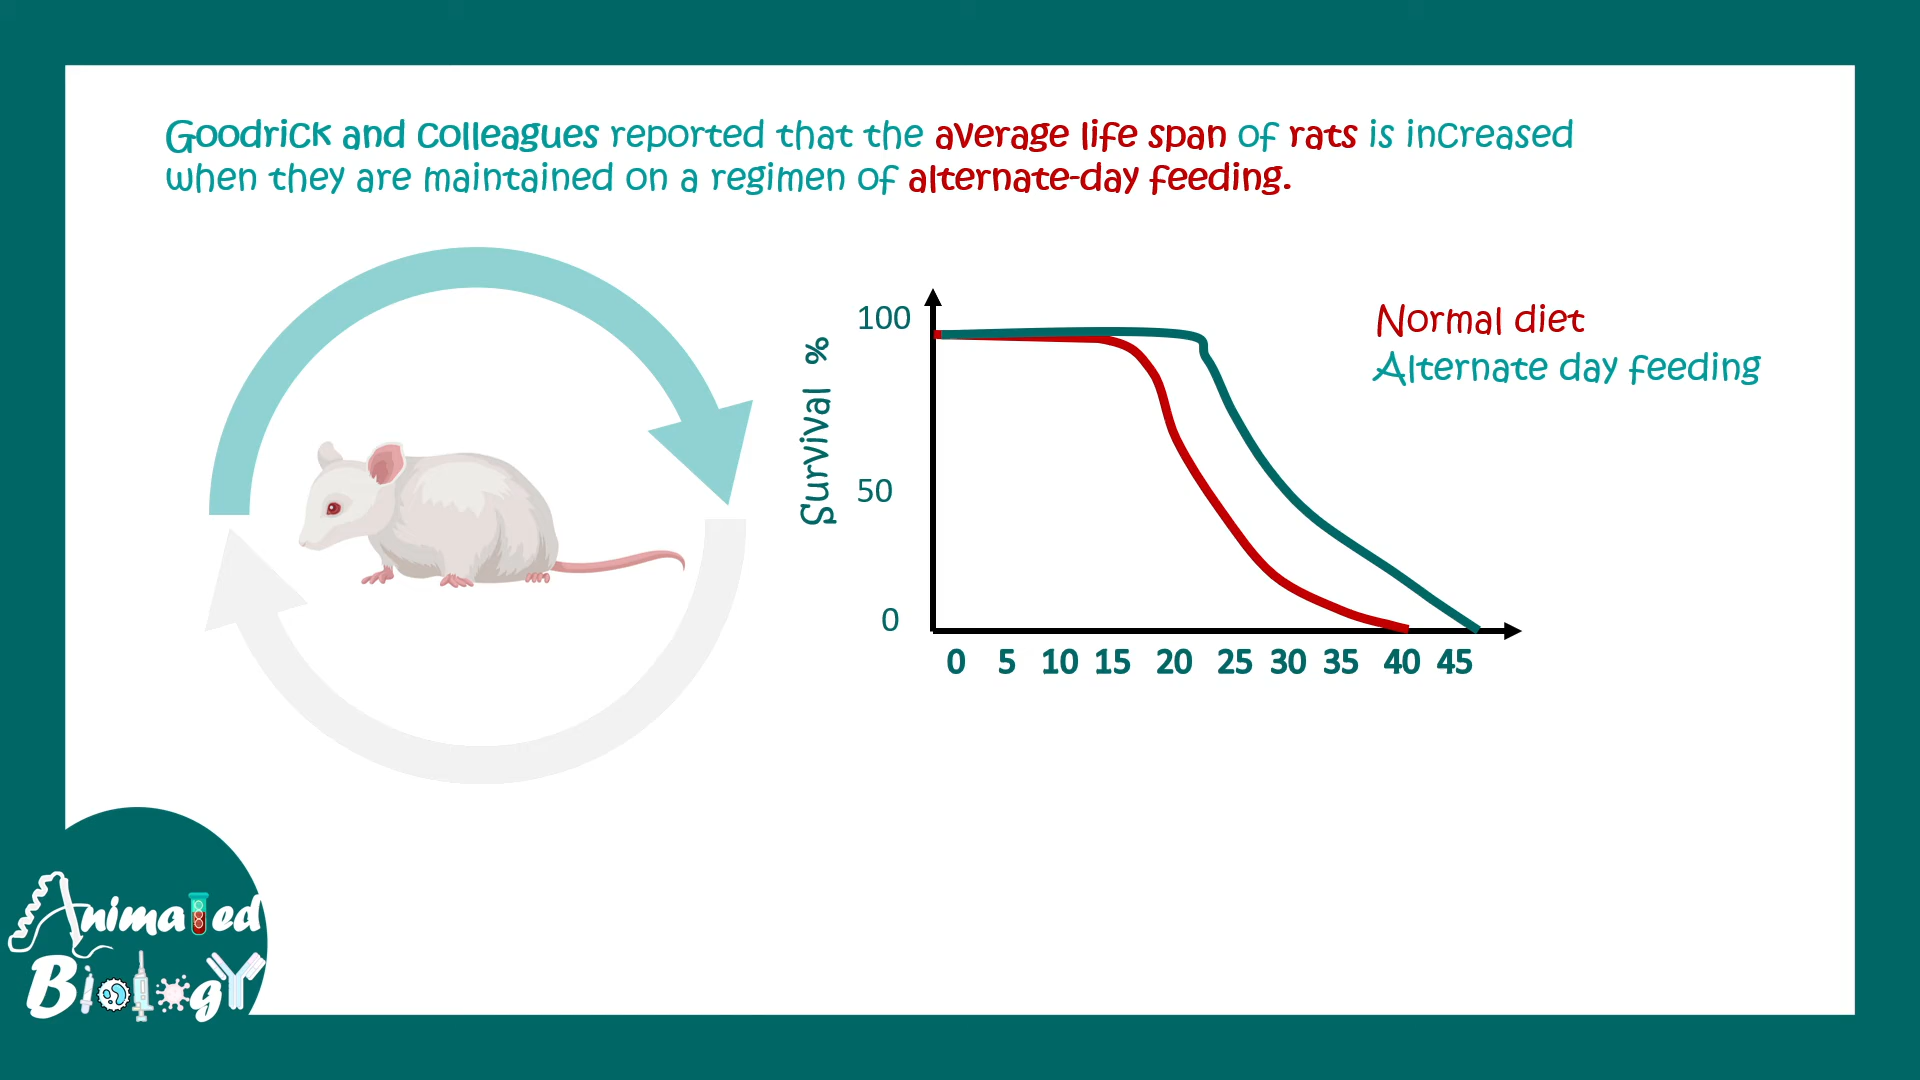 Goodrick and colleagues reported that the average life span of rats is increased
when they are maintained on a regimen of alternate-day feeding.
Normal diet
Alternate day feeding
Survival %
100
50
0
0 5 10 15 20 25 30 35 40 45
Animated
Biology